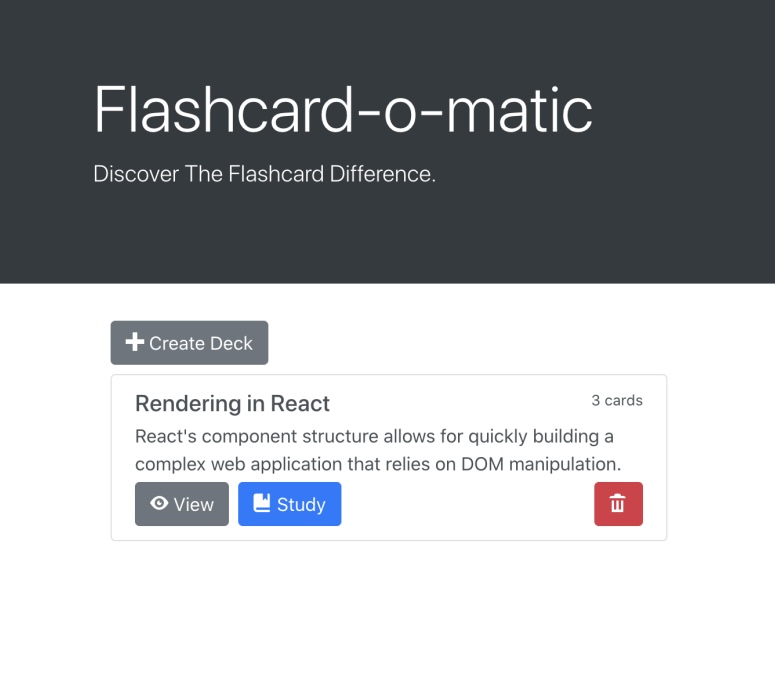 Flashcard-o-matic
Discover The Flashcard Difference.
Create Deck
Rendering in React
3 cards
React's component structure allows for quickly building a
complex web application that relies on DOM manipulation.
View
Study